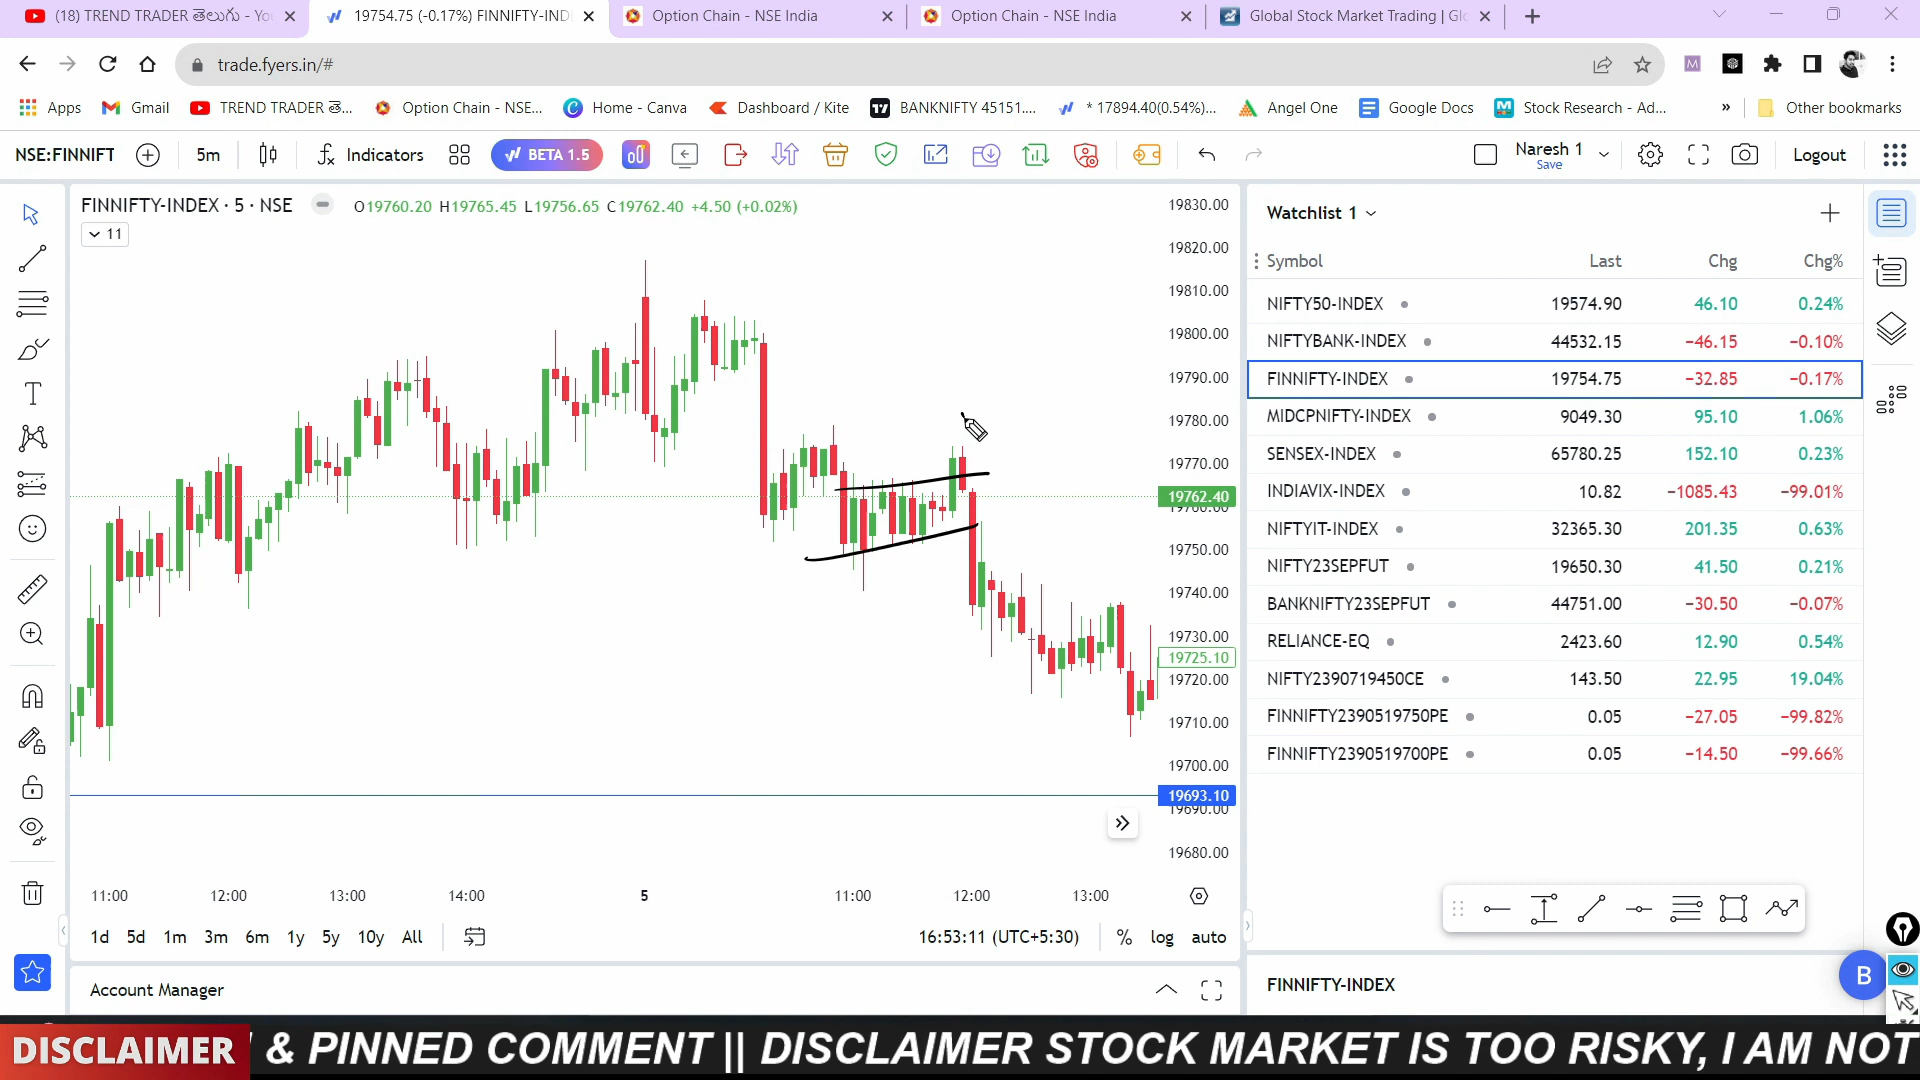 (18) TREND TRADER తెలుగు - Yo
19754.75 (-0.17%) FINNIFTY-IND
Option Chain - NSE India
Option Chain - NSE India
Global Stock Market Trading | Glo
trade.fyers.in/#
Apps
Gmail
TREND TRADER తె...
Option Chain - NSE...
Home - Canva
Dashboard / Kite
BANKNIFTY 45151....
* 17894.40(0.54%)...
Angel One
Google Docs
Stock Research - Ad...
»
Other bookmarks
NSE:FINNIFT
5m
Indicators
BETA 1.5
Naresh 1
Save
Logout
FINNIFTY-INDEX · 5 · NSE
O19760.20 H19765.45 L19756.65 C19762.40 +4.50 (+0.02%)
11
19830.00
19820.00
19810.00
19800.00
19790.00
19780.00
19770.00
19762.40
19760.00
19750.00
19740.00
19730.00
19725.10
19720.00
19710.00
19700.00
19693.10
19690.00
19680.00
11:00 12:00 13:00 14:00 5 11:00 12:00 13:00
1d 5d 1m 3m 6m 1y 5y 10y All
16:53:11 (UTC+5:30)
% log auto
Account Manager
Watchlist 1
Symbol Last Chg Chg%
NIFTY50-INDEX 19574.90 46.10 0.24%
NIFTYBANK-INDEX 44532.15 −46.15 −0.10%
FINNIFTY-INDEX 19754.75 −32.85 −0.17%
MIDCPNIFTY-INDEX 9049.30 95.10 1.06%
SENSEX-INDEX 65780.25 152.10 0.23%
INDIAVIX-INDEX 10.82 −1085.43 −99.01%
NIFTYIT-INDEX 32365.30 201.35 0.63%
NIFTY23SEPFUT 19650.30 41.50 0.21%
BANKNIFTY23SEPFUT 44751.00 −30.50 −0.07%
RELIANCE-EQ 2423.60 12.90 0.54%
NIFTY2390719450CE 143.50 22.95 19.04%
FINNIFTY2390519750PE 0.05 −27.05 −99.82%
FINNIFTY2390519700PE 0.05 −14.50 −99.66%
FINNIFTY-INDEX
B
DISCLAIMER
& PINNED COMMENT || DISCLAIMER STOCK MARKET IS TOO RISKY, I AM NOT